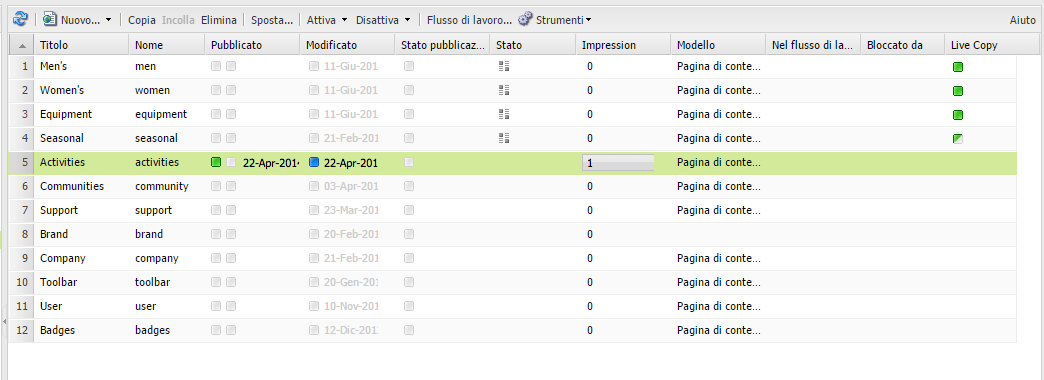 Nuovo... Copia Incolla Elimina Sposta... Attiva Disattiva Flusso di lavoro... Strumenti Aiuto
Titolo Nome Pubblicato Modificato Stato pubblicaz... Stato Impression Modello Nel flusso di la... Bloccato da Live Copy
1 Men's men 11-Giu-201 0 Pagina di conte...
2 Women's women 11-Giu-201 0 Pagina di conte...
3 Equipment equipment 11-Giu-201 0 Pagina di conte...
4 Seasonal seasonal 21-Feb-201 0 Pagina di conte...
5 Activities activities 22-Apr-2014 22-Apr-201 1 Pagina di conte...
6 Communities community 03-Apr-201 0 Pagina di conte...
7 Support support 23-Mar-201 0 Pagina di conte...
8 Brand brand 20-Feb-201 0
9 Company company 21-Feb-201 0 Pagina di conte...
10 Toolbar toolbar 20-Gen-201 0 Pagina di conte...
11 User user 10-Nov-201 0 Pagina di conte...
12 Badges badges 12-Dic-201 0 Pagina di conte...